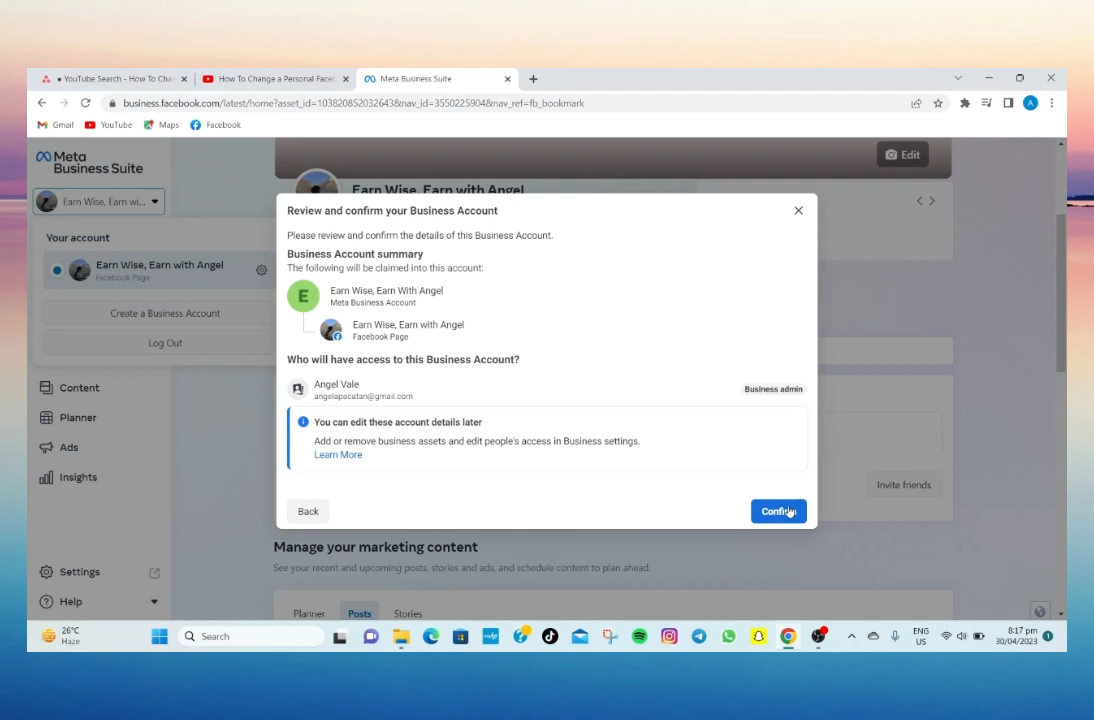 • YouTube Search - How To Cha
How To Change a Personal Faceb
Meta Business Suite
business.facebook.com/latest/home?asset_id=103820852032643&nav_id=3550225904&nav_ref=fb_bookmark
A
Gmail
YouTube
Maps
Facebook
Meta
Business Suite
Edit
Earn Wise, Earn with Angel
Earn Wise, Earn wi...
Your account
Earn Wise, Earn with Angel
Facebook Page
Create a Business Account
Log Out
Content
Planner
Ads
Insights
Settings
Help
Review and confirm your Business Account
Please review and confirm the details of this Business Account.
Business Account summary
The following will be claimed into this account:
E
Earn Wise, Earn With Angel
Meta Business Account
Earn Wise, Earn with Angel
Facebook Page
Who will have access to this Business Account?
Angel Vale
angelapacatan@gmail.com
Business admin
You can edit these account details later
Add or remove business assets and edit people's access in Business settings.
Learn More
Back
Confirm
Invite friends
Manage your marketing content
See your recent and upcoming posts, stories and ads, and schedule content to plan ahead.
Planner
Posts
Stories
26°C
Haze
Search
ENG
US
8:17 pm
30/04/2023
1